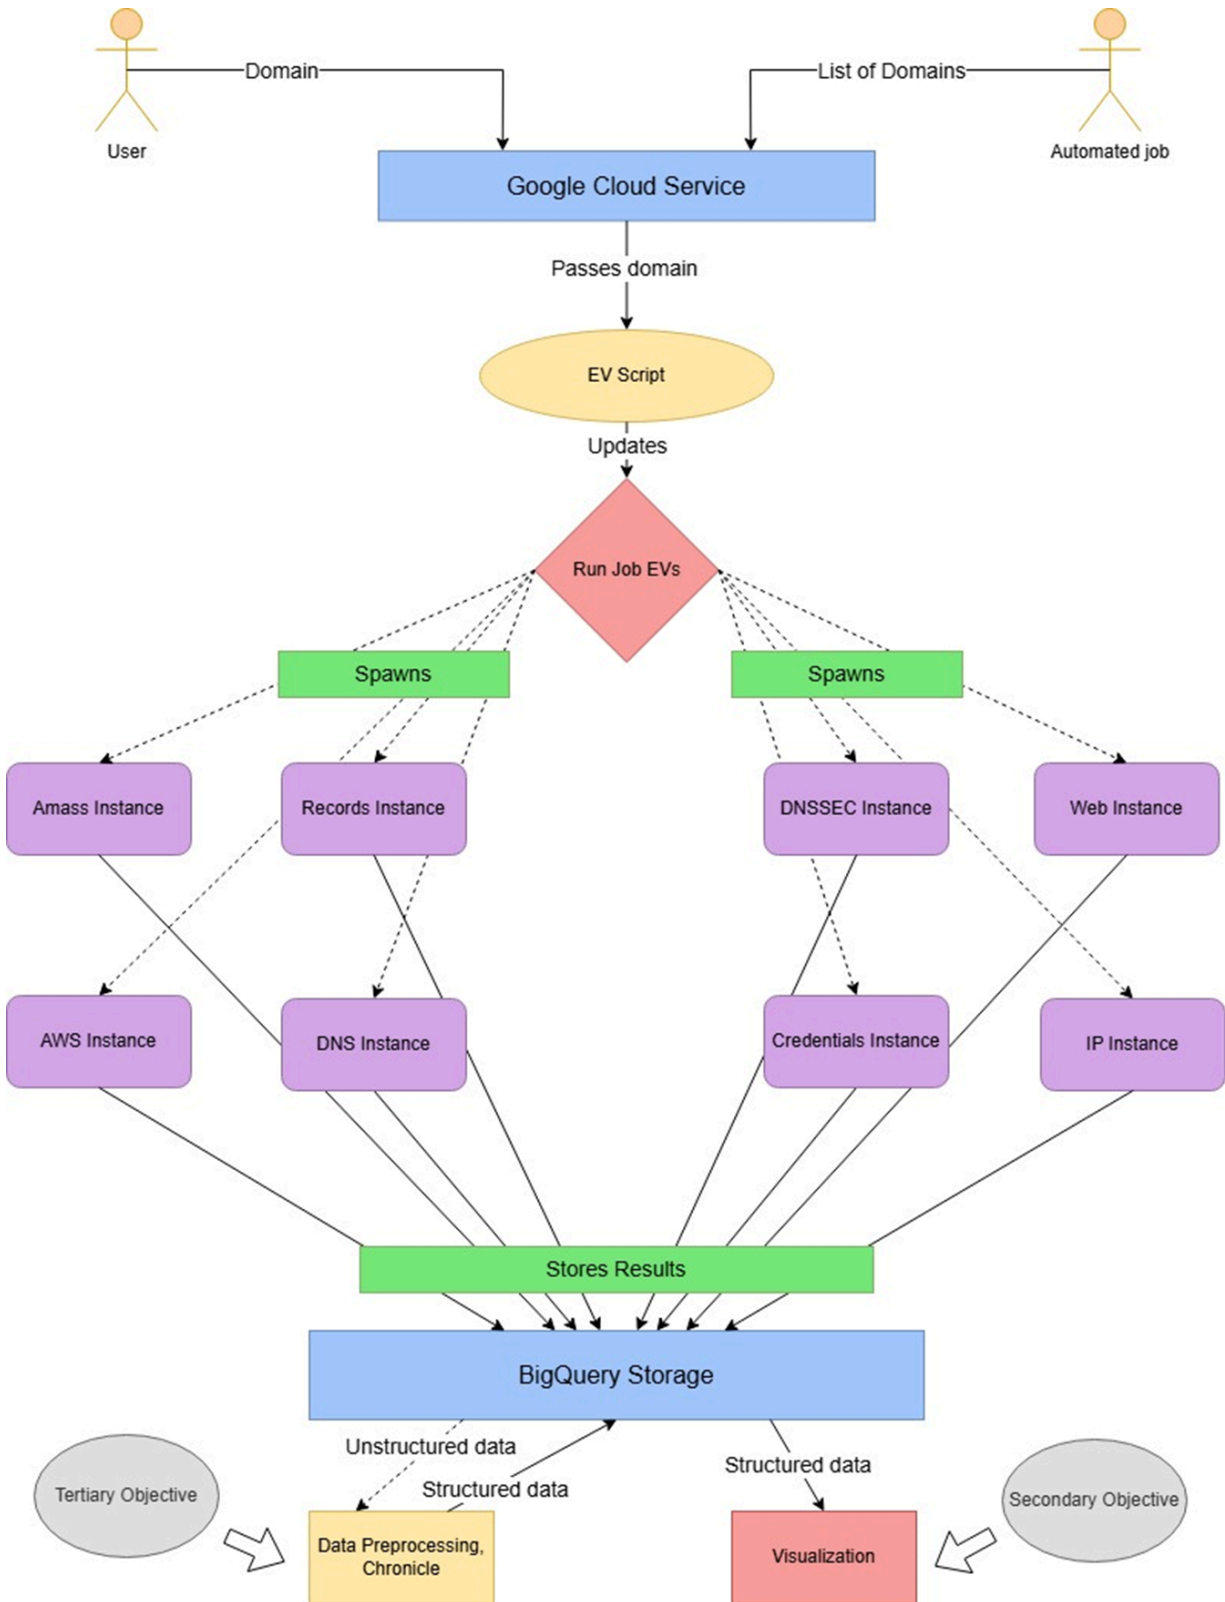 Domain
List of Domains
User
Automated job
Google Cloud Service
Passes domain
EV Script
Updates
Run Job EVs
Spawns
Spawns
Amass Instance
Records Instance
DNSSEC Instance
Web Instance
AWS Instance
DNS Instance
Credentials Instance
IP Instance
Stores Results
BigQuery Storage
Unstructured data
Structured data
Structured data
Tertiary Objective
Secondary Objective
Data Preprocessing,
Chronicle
Visualization